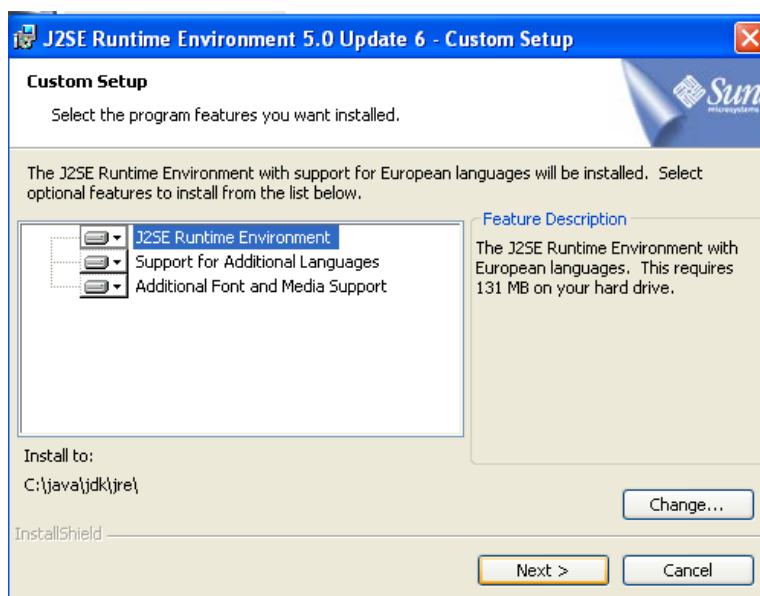 J2SE Runtime Environment 5.0 Update 6 - Custom Setup
Custom Setup
Select the program features you want installed.
Sun
microsystems
The J2SE Runtime Environment with support for European languages will be installed. Select
optional features to install from the list below.
J2SE Runtime Environment
Support for Additional Languages
Additional Font and Media Support
Feature Description
The J2SE Runtime Environment with
European languages. This requires
131 MB on your hard drive.
Install to:
C:\java\jdk\jre\
Change...
InstallShield
Next >
Cancel